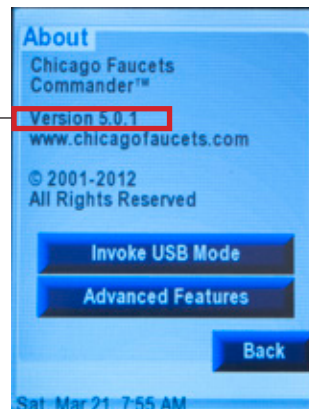 About
Chicago Faucets
Commander™
Version 5.0.1
www.chicagofaucets.com
© 2001-2012
All Rights Reserved
Invoke USB Mode
Advanced Features
Back
Sat, Mar 21, 7:55 AM